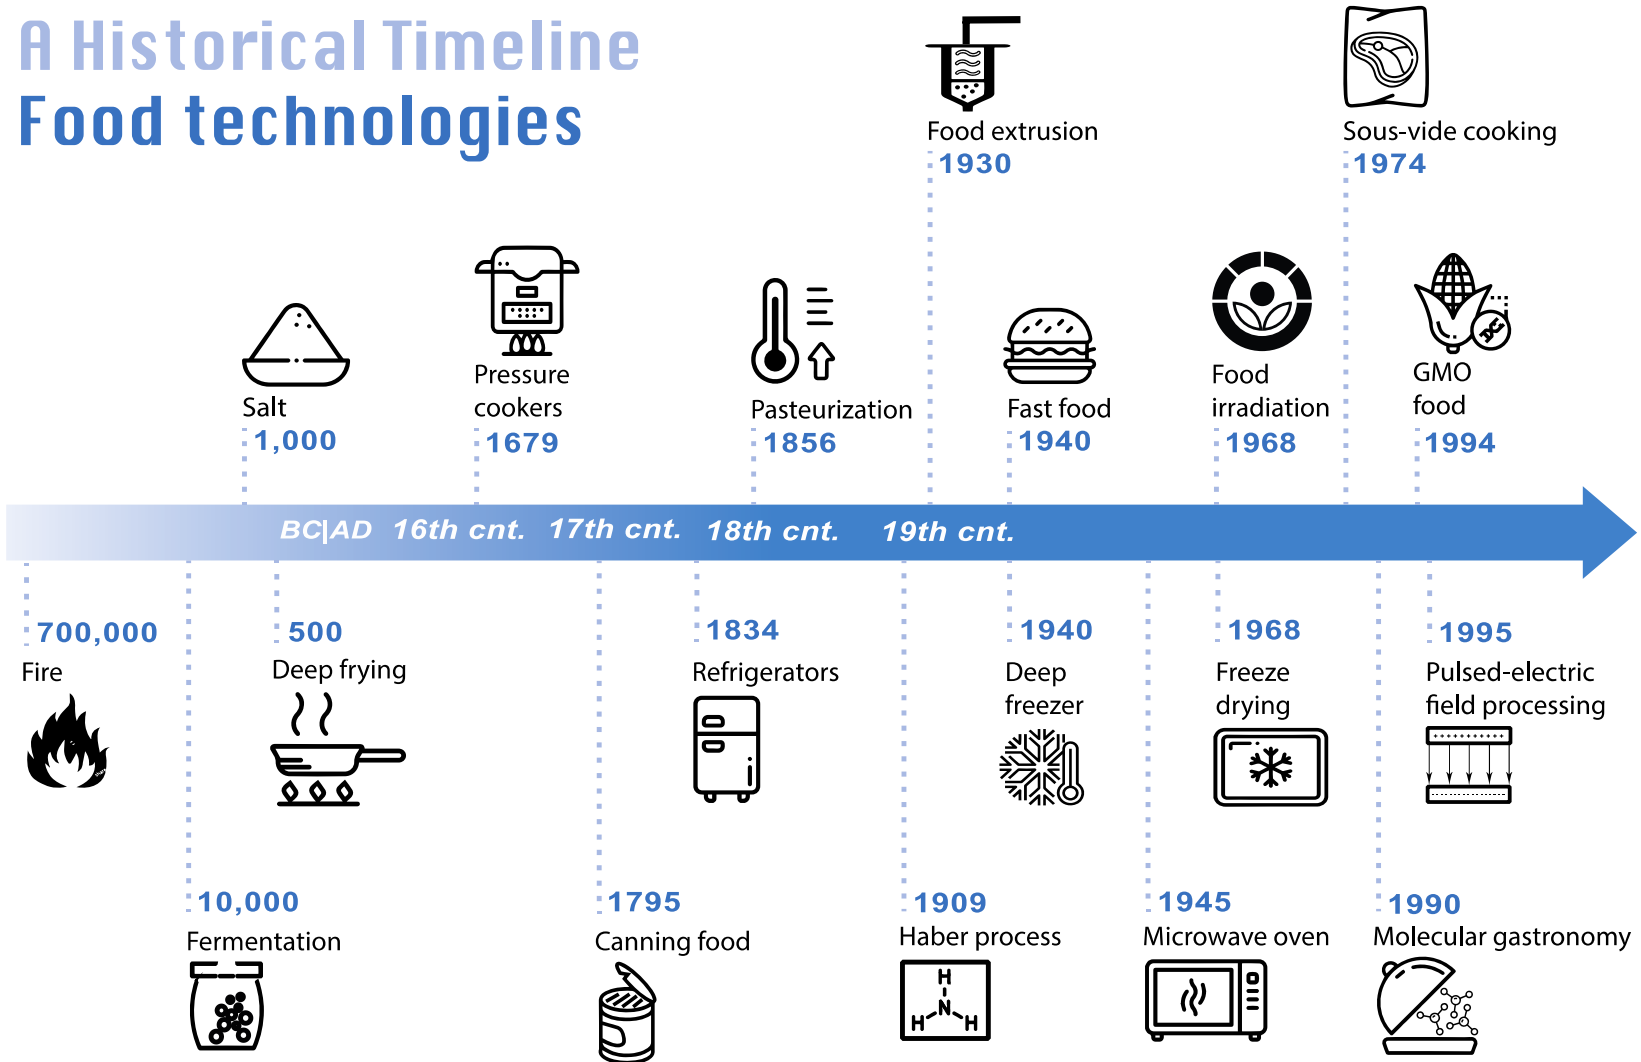 A Historical Timeline
Food technologies
Food extrusion
1930
Sous-vide cooking
1974
Salt
1,000
Pressure
cookers
1679
Pasteurization
1856
Fast food
1940
Food
irradiation
1968
GMO
food
1994
BC|AD 16th cnt. 17th cnt. 18th cnt. 19th cnt.
700,000
Fire
500
Deep frying
1834
Refrigerators
1940
Deep
freezer
1968
Freeze
drying
1995
Pulsed-electric
field processing
10,000
Fermentation
1795
Canning food
1909
Haber process
H
N
H H
1945
Microwave oven
1990
Molecular gastronomy